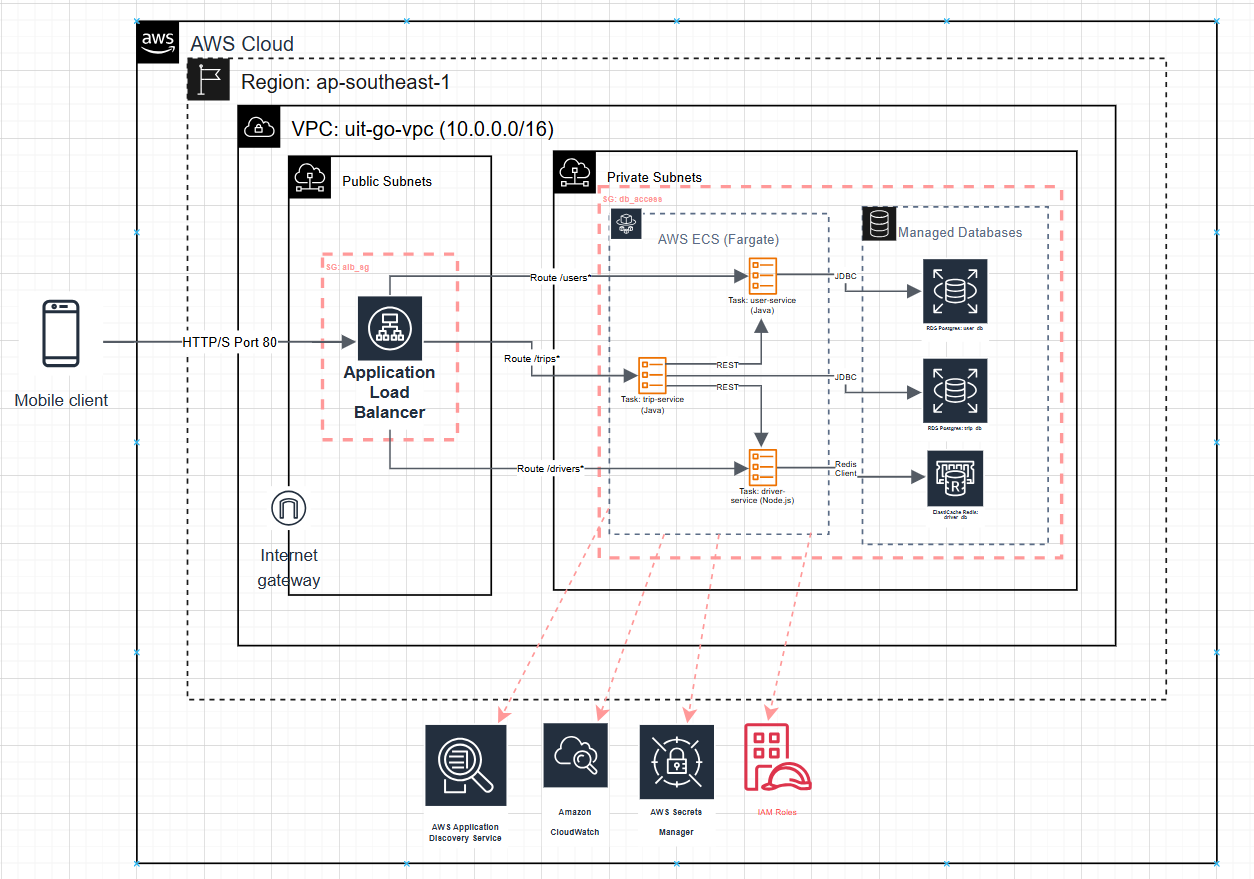 aws
AWS Cloud
Region: ap-southeast-1
VPC: uit-go-vpc (10.0.0.0/16)
Public Subnets
Private Subnets
SG: db_access
AWS ECS (Fargate)
Managed Databases
SG: alb_sg
Route /users*
Task: user-service
(Java)
JDBC
RDS Postgres: user_db
HTTP/S Port 80
Mobile client
Application
Load
Balancer
Route /trips*
Task: trip-service
(Java)
REST
REST
JDBC
RDS Postgres: trip_db
Route /drivers*
Task: driver-
service (Node.js)
Redis
Client
R
ElastiCache Redis:
driver_db
Internet
gateway
AWS Application
Discovery Service
Amazon
CloudWatch
AWS Secrets
Manager
IAM Roles